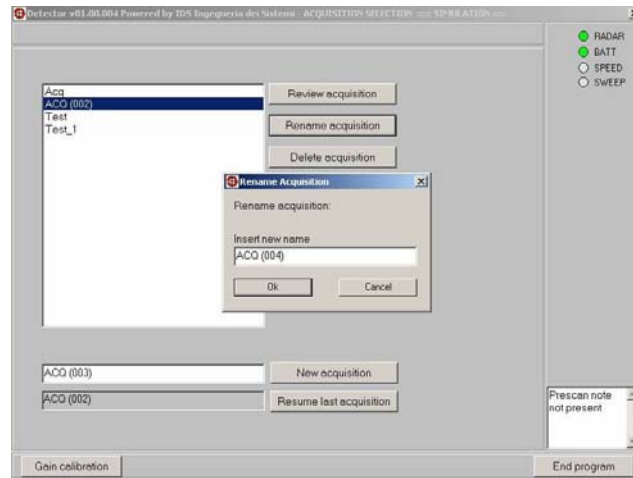 Detector v01.00.004 Powered by IDS Ingegneria dei Sistemi - ACQUISITION SELECTION ::::: SIMULATION :::::
RADAR
BATT
SPEED
SWEEP
Acq
ACQ (002)
Test
Test_1
Review acquisition
Rename acquisition
Delete acquisition
Rename Acquisition
Rename acquisition:
Insert new name
ACQ (004)
Ok
Cancel
ACQ (003)
New acquisition
ACQ (002)
Resume last acquisition
Prescan note
not present
Gain calibration
End program